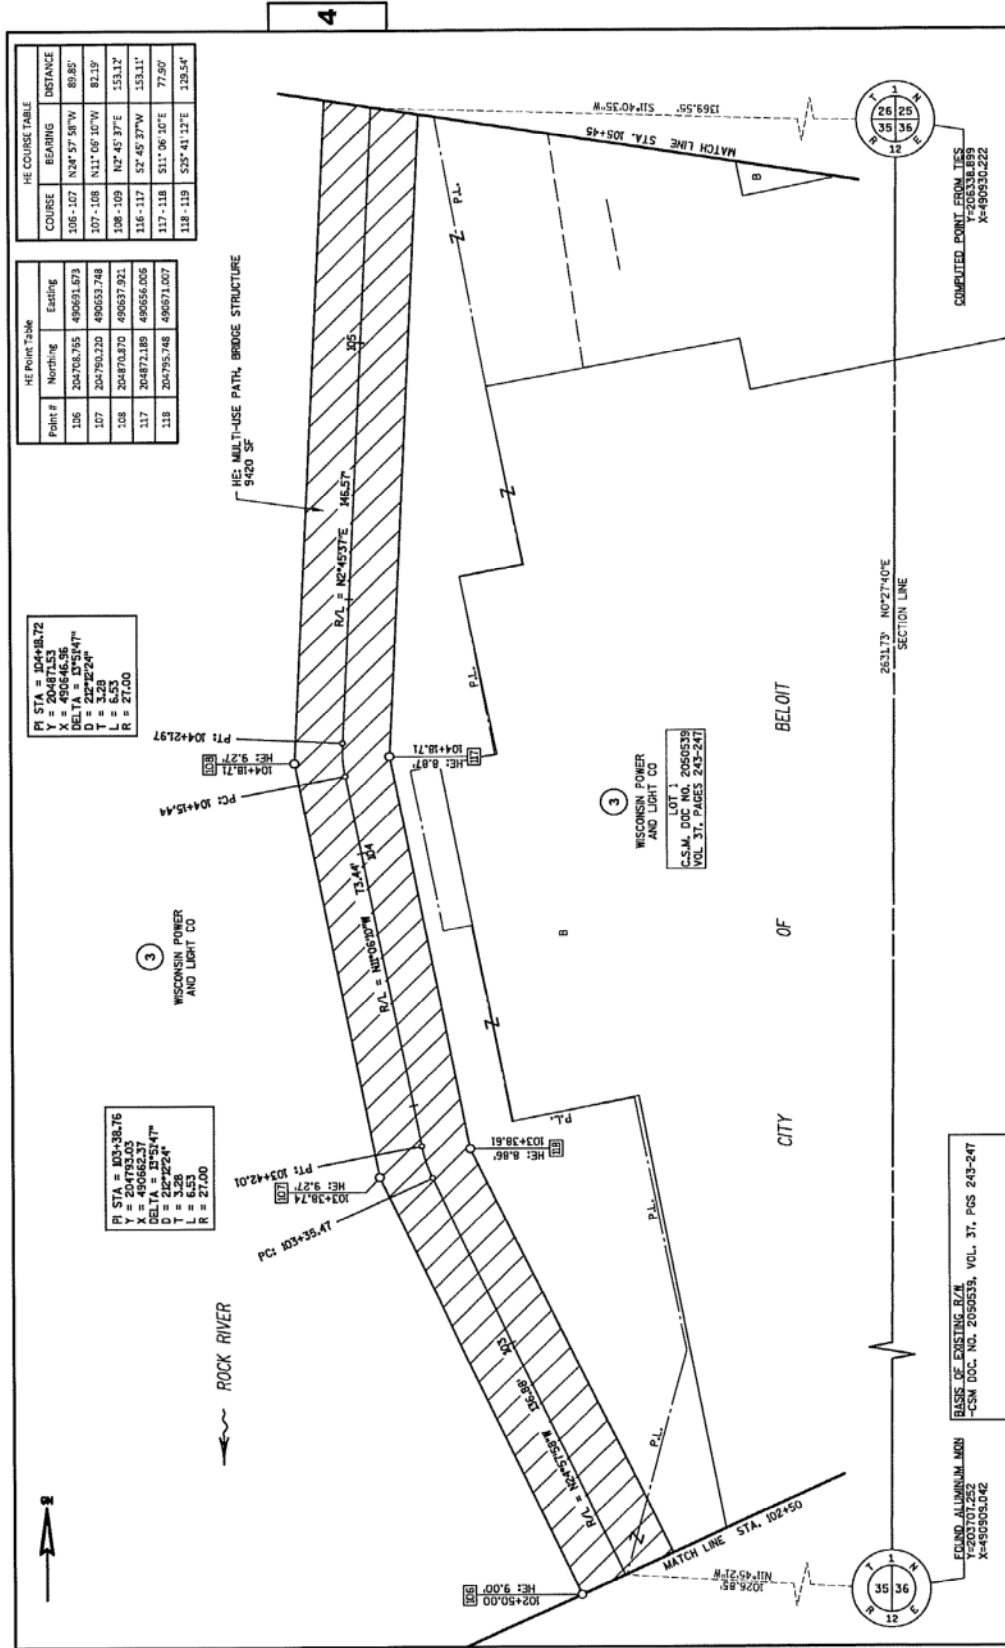 4
HE COURSE TABLE
COURSE BEARING DISTANCE
106 - 107 N24° 57' 58"W 89.85'
107 - 108 N11° 06' 10"W 82.19'
108 - 109 N2° 45' 37"E 153.12'
116 - 117 S2° 45' 37"W 153.11'
117 - 118 S11° 06' 10"E 77.90'
118 - 119 S25° 41' 12"E 129.54'
HE Point Table
Point # Northing Easting
106 204708.765 490691.673
107 204790.220 490653.748
108 204870.870 490637.921
117 204872.189 490656.006
118 204795.748 490671.007
HE: MULTI-USE PATH, BRIDGE STRUCTURE
9420 SF
PI STA = 104+18.72
Y = 204871.53
X = 490646.96
DELTA = 13°51'47"
D = 212°12'24"
T = 3.28
L = 6.53
R = 27.00
PI STA = 103+38.76
Y = 204793.03
X = 490662.37
DELTA = 13°51'47"
D = 212°12'24"
T = 3.28
L = 6.53
R = 27.00
3
WISCONSIN POWER
AND LIGHT CO
ROCK RIVER
N
106
102+50.00
HE: 9.00'
107
103+38.74
HE: 9.27'
PC: 103+35.47
PT: 103+42.01
108
104+18.71
HE: 9.27'
PC: 104+15.44
PT: 104+21.97
R/L = N24°57'58"W 136.88'
103
R/L = N11°06'10"W 73.44'
104
R/L = N2°45'37"E 146.57'
105
103+38.61
HE: 8.86'
118
104+18.71
HE: 8.87'
117
P.L.
P.L.
P.L.
P.L.
P.L.
Z
Z
Z
Z
B
B
MATCH LINE STA. 102+50
MATCH LINE STA. 105+45
1026.85'
N11°45'21"W
S11°40'35"W 1369.55'
3
WISCONSIN POWER
AND LIGHT CO
LOT 1
C.S.M. DOC NO. 2050539
VOL 37, PAGES 243-247
CITY OF BELOIT
2631.73' N0°27'40"E
SECTION LINE
T 1 N
35 36
R 12 E
FOUND ALUMINUM MON
Y=203707.252
X=490909.042
BASIS OF EXISTING R/W
-CSM DOC. NO. 2050539, VOL. 37, PGS 243-247
T 1 N
26 25
35 36
R 12 E
COMPUTED POINT FROM TIES
Y=206338.899
X=490930.222